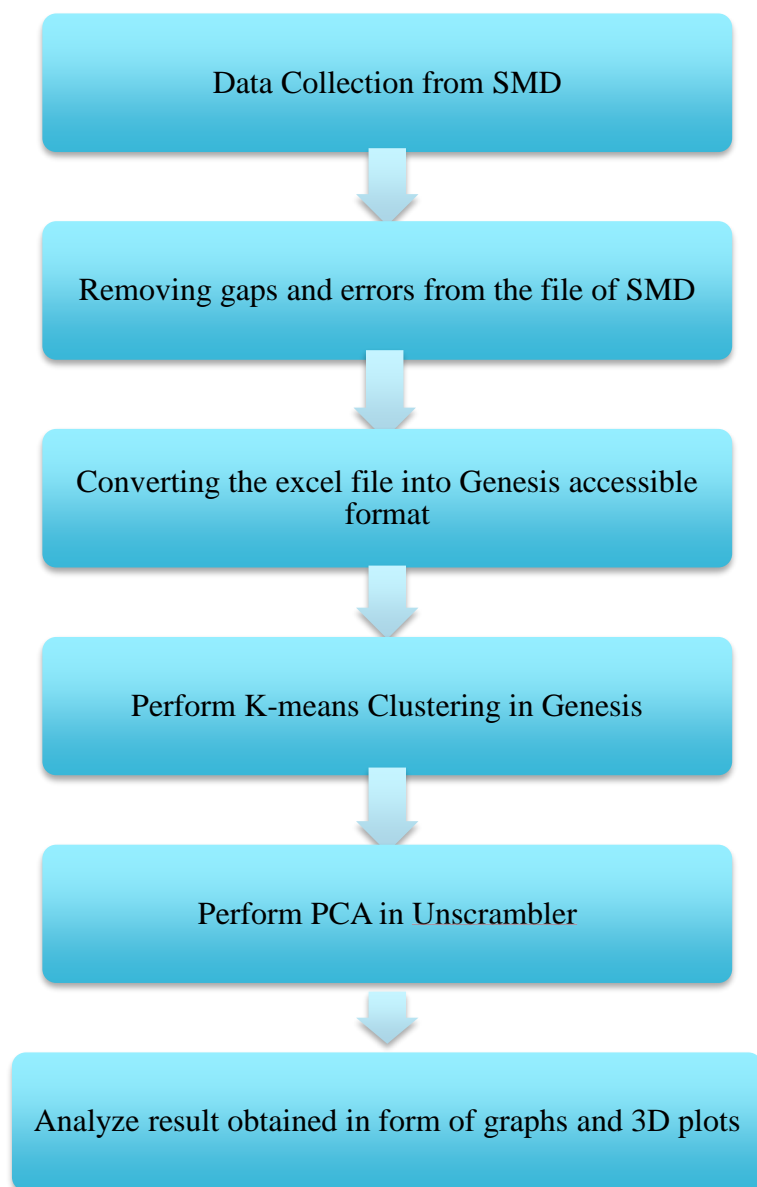 Data Collection from SMD
Removing gaps and errors from the file of SMD
Converting the excel file into Genesis accessible
format
Perform K-means Clustering in Genesis
Perform PCA in Unscrambler
Analyze result obtained in form of graphs and 3D plots